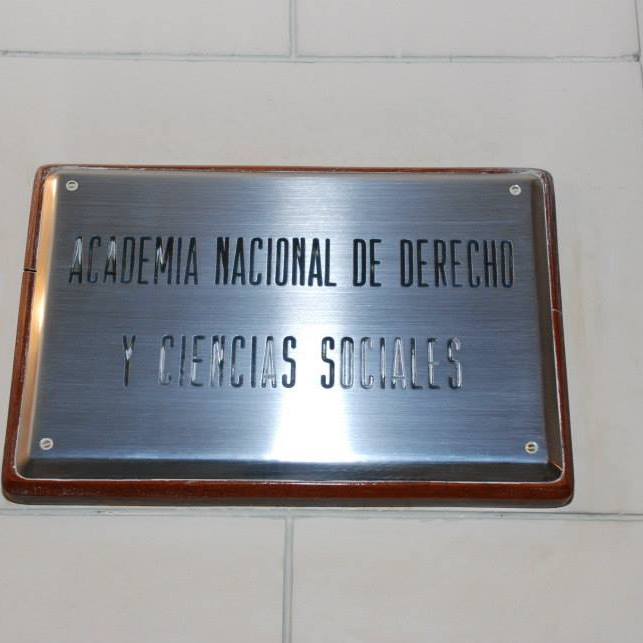 ACADEMIA NACIONAL DE DERECHO
Y CIENCIAS SOCIALES